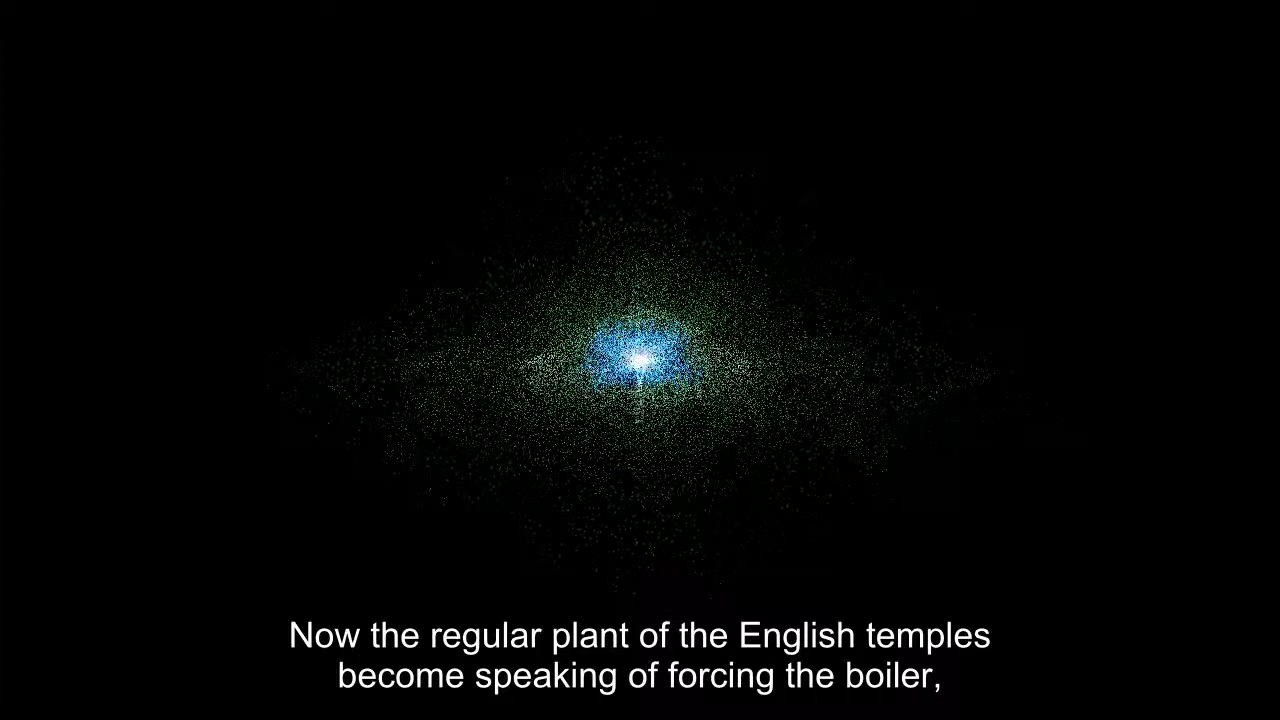 Now the regular plant of the English temples
become speaking of forcing the boiler,